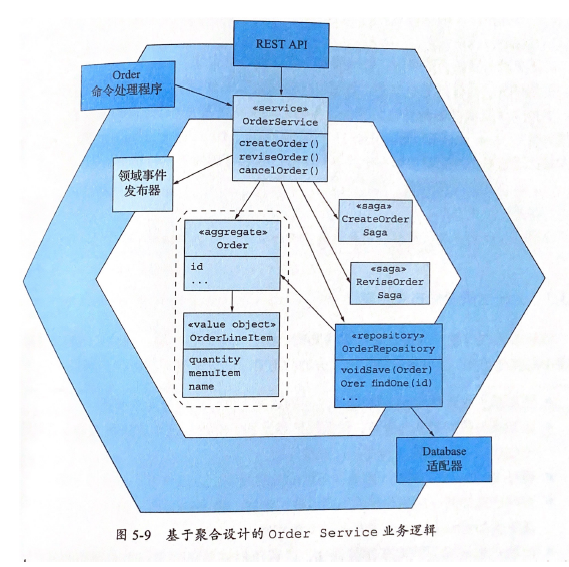 REST API
Order
命令处理程序
«service»
OrderService
createOrder()
reviseOrder()
cancelOrder()
领域事件
发布器
«saga»
CreateOrder
Saga
«aggregate»
Order
id
...
«saga»
ReviseOrder
Saga
«value object»
OrderLineItem
quantity
menuItem
name
«repository»
OrderRepository
voidSave(Order)
Orer findOne(id)
...
Database
适配器
图 5-9 基于聚合设计的 Order Service 业务逻辑